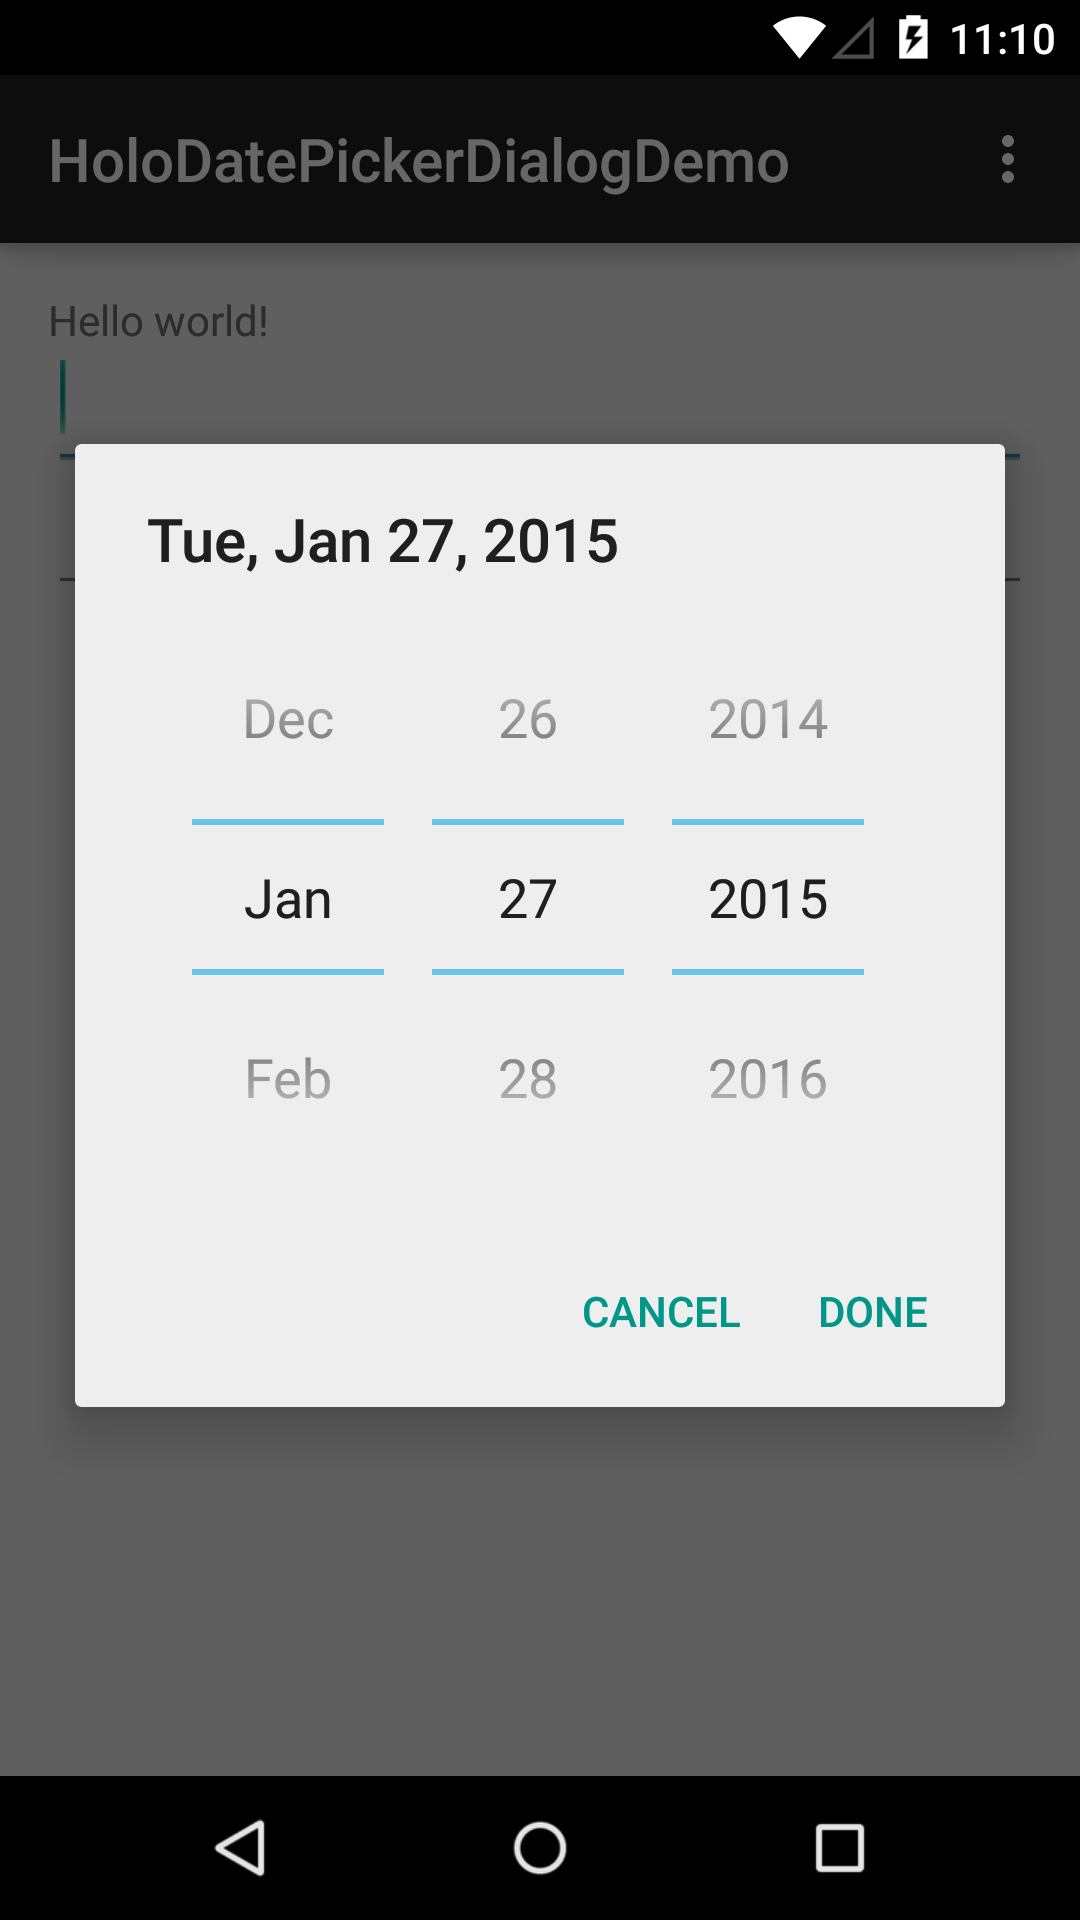 11:10
HoloDatePickerDialogDemo
Hello world!
Tue, Jan 27, 2015
Dec 26 2014
Jan 27 2015
Feb 28 2016
CANCEL DONE